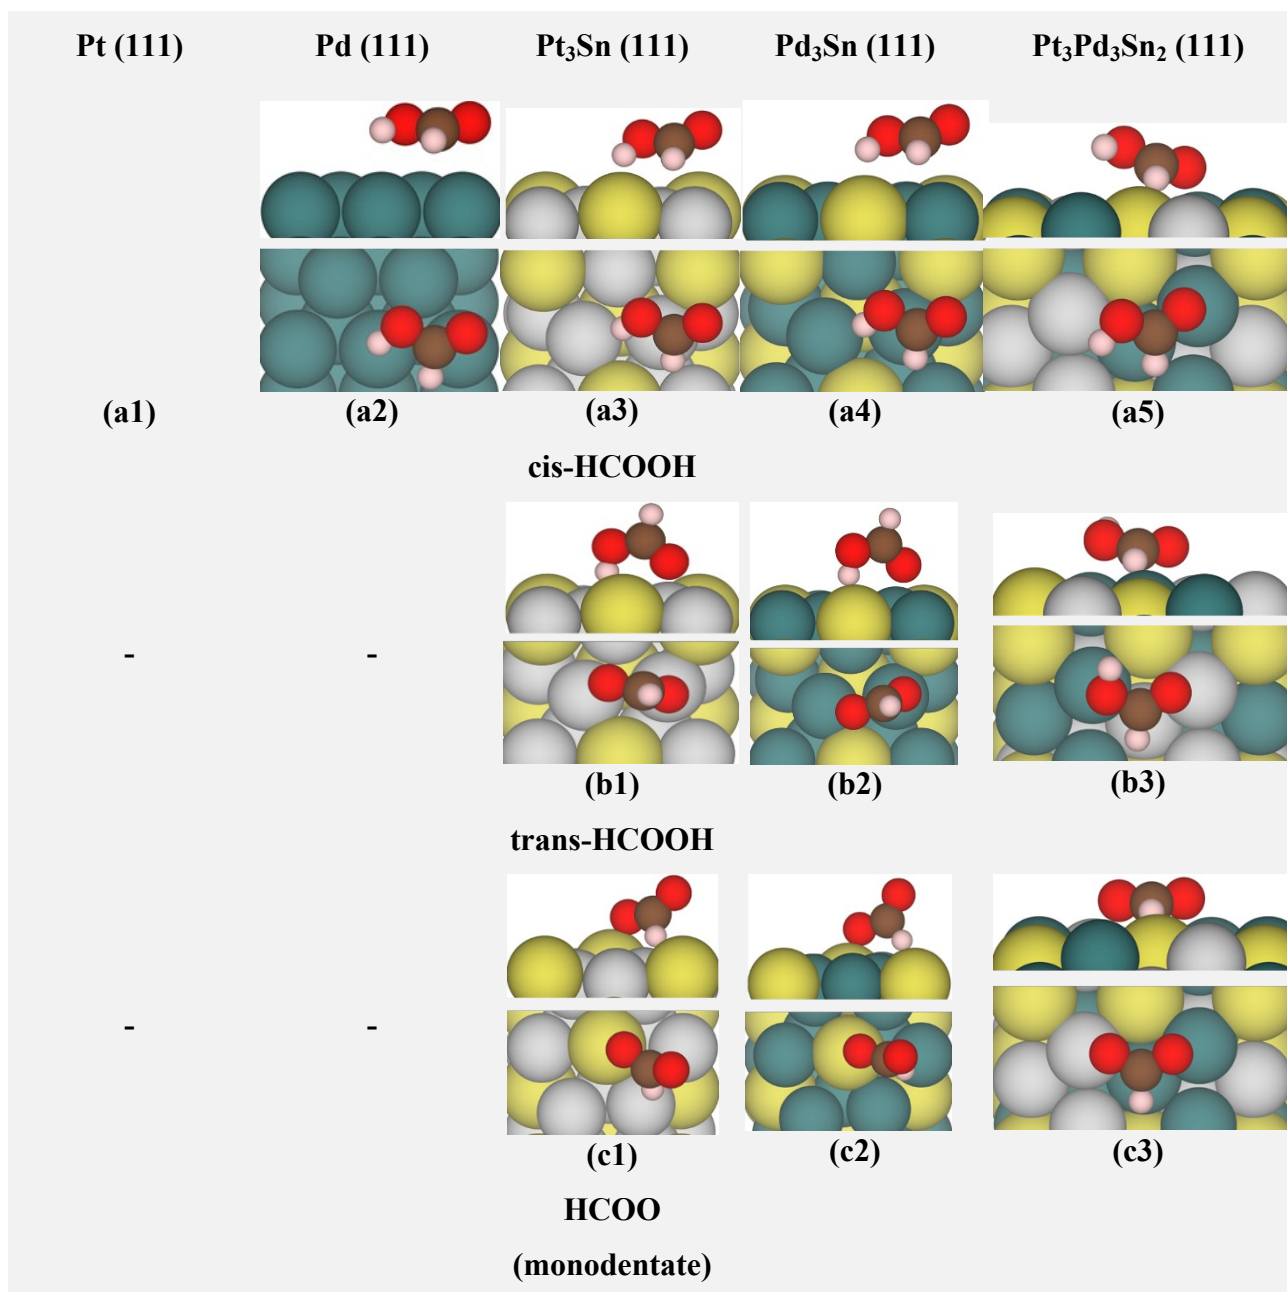 Pt (111) Pd (111) Pt₃Sn (111) Pd₃Sn (111) Pt₃Pd₃Sn₂ (111)
(a1) (a2) (a3) (a4) (a5)
cis-HCOOH
- -
(b1) (b2) (b3)
trans-HCOOH
- -
(c1) (c2) (c3)
HCOO
(monodentate)